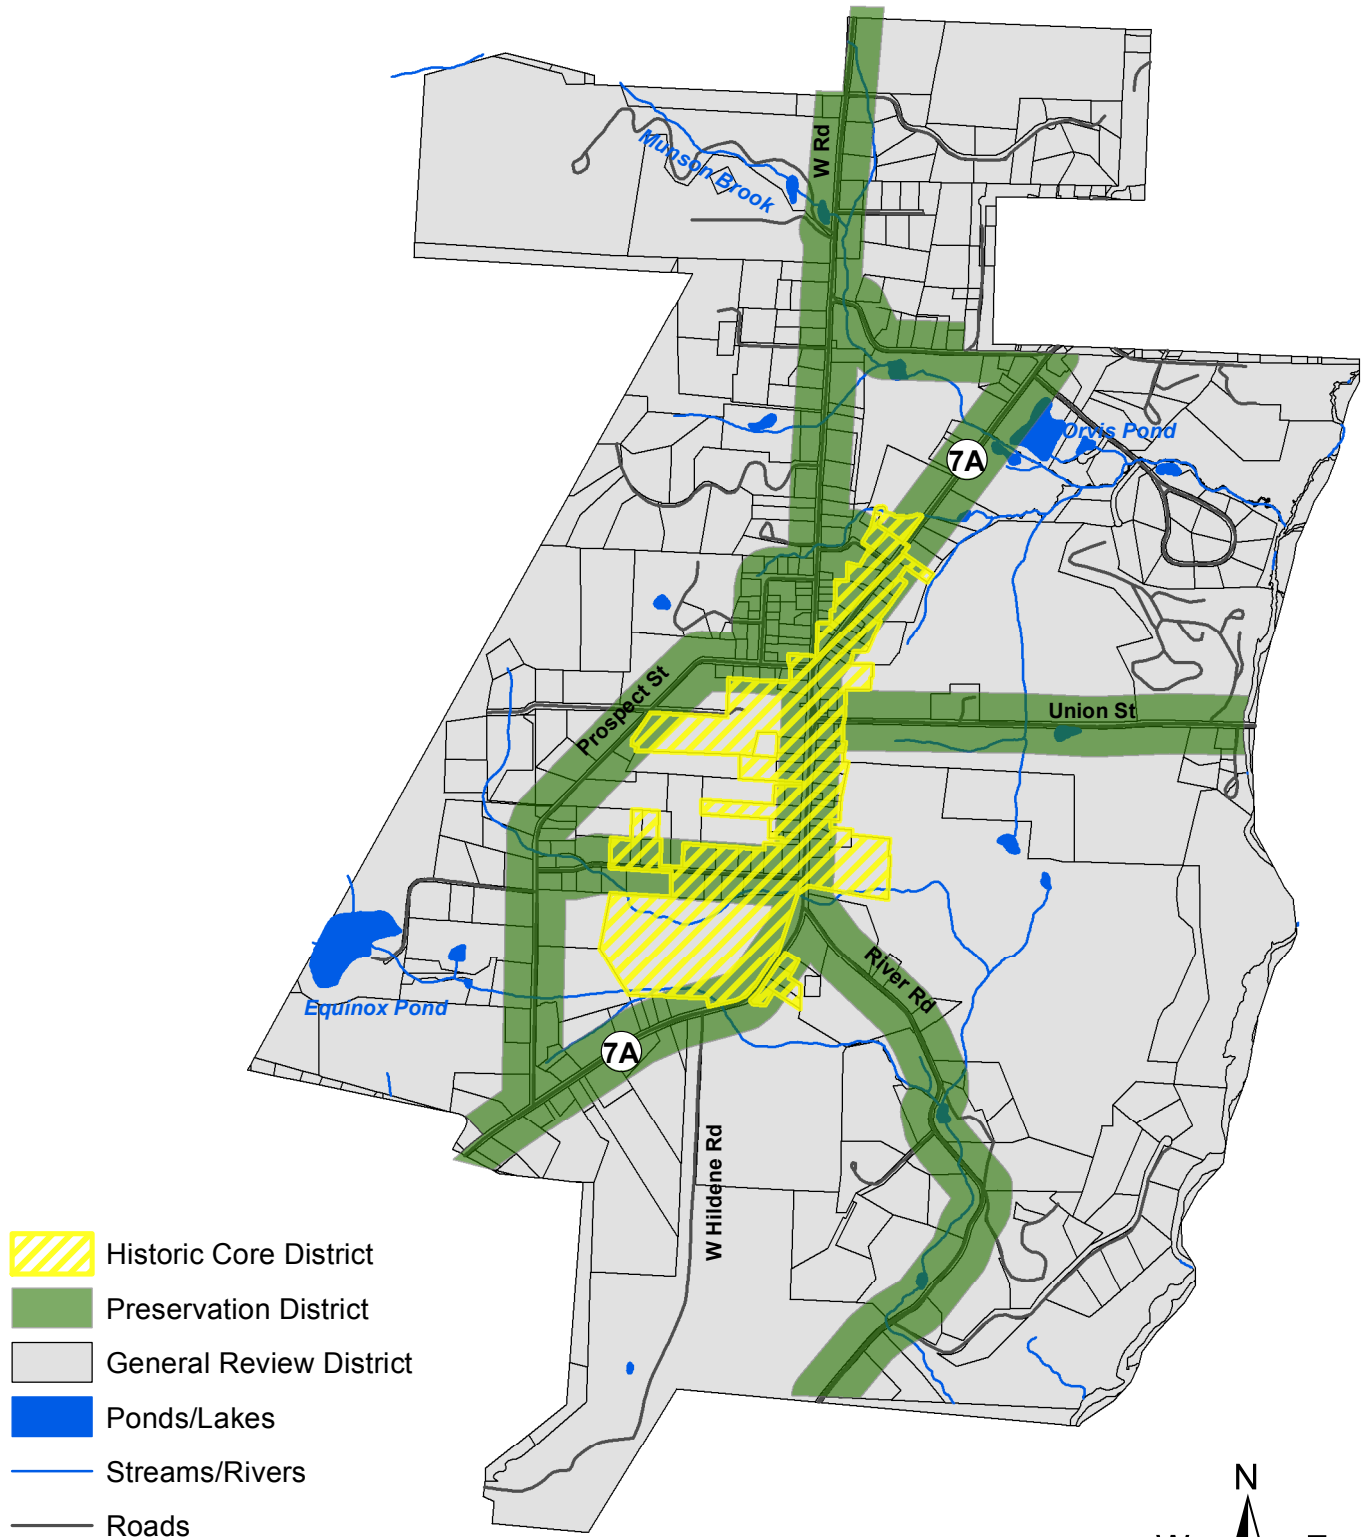 W Rd
Munson Brook
Orvis Pond
7A
Prospect St
Union St
River Rd
Equinox Pond
7A
W Hildene Rd
Historic Core District
Preservation District
General Review District
Ponds/Lakes
Streams/Rivers
Roads
N
W E